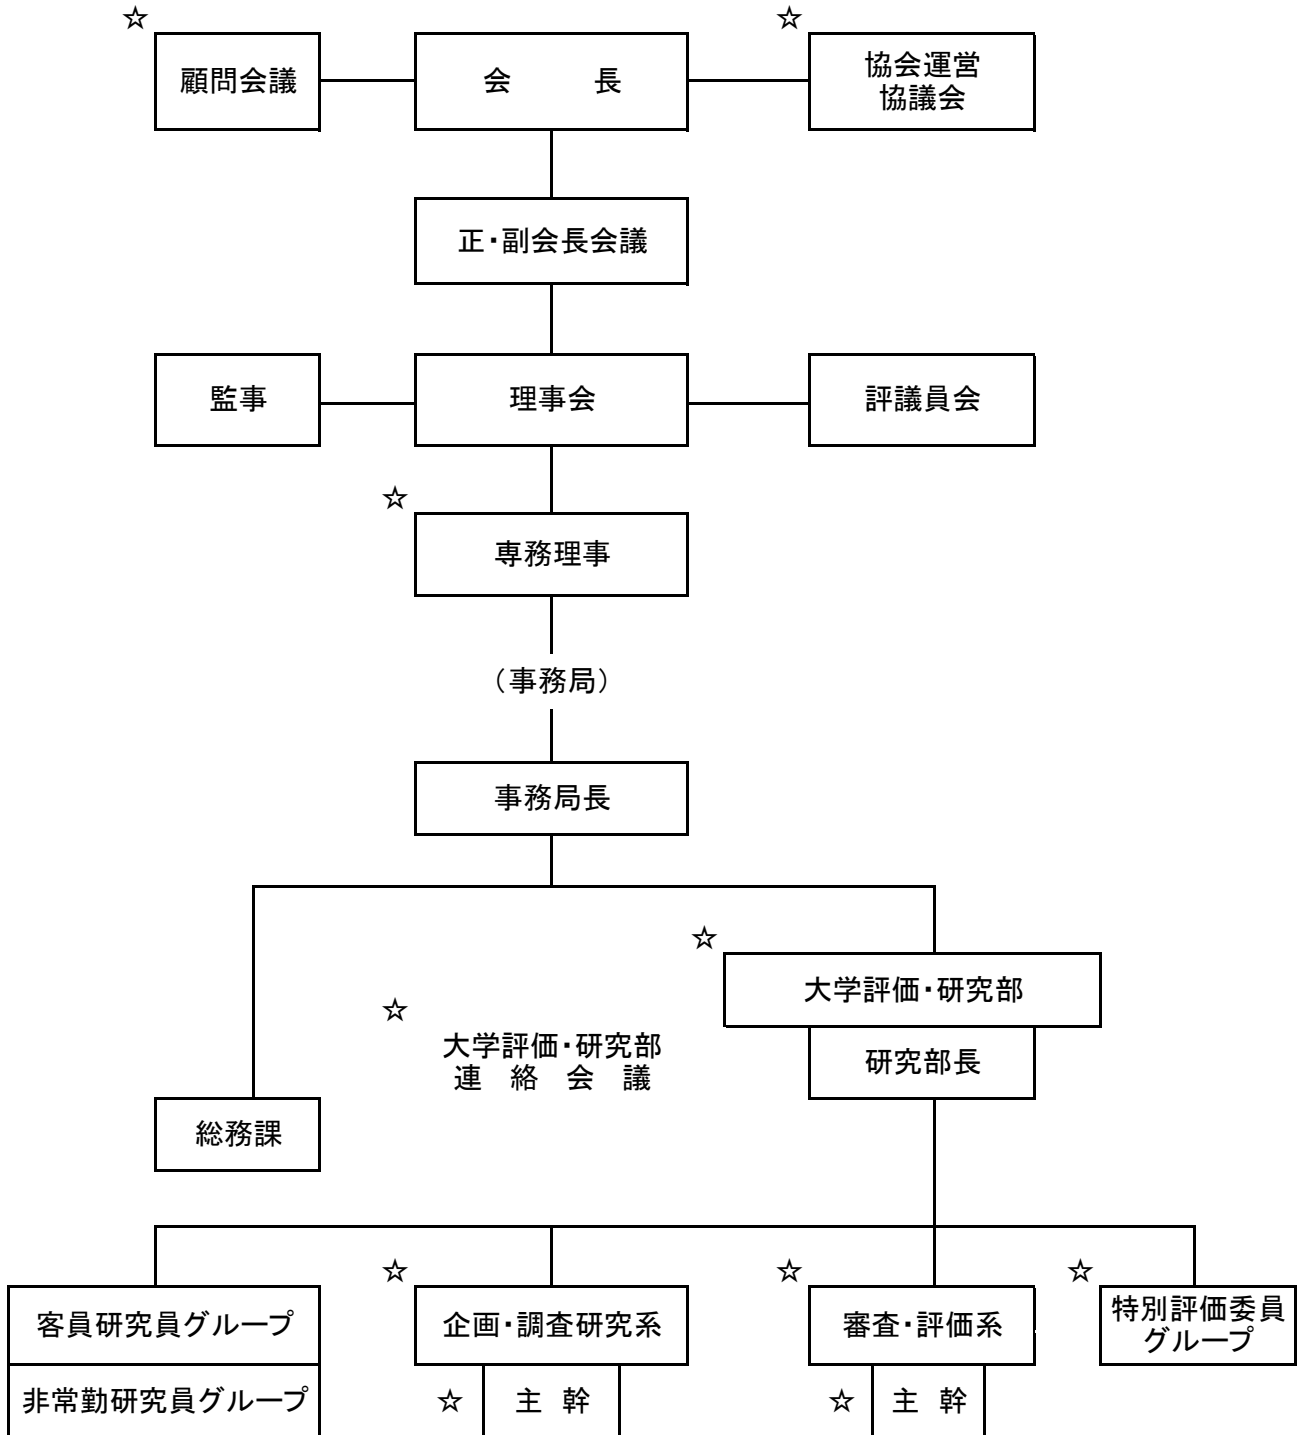 ☆
☆
顧問会議
会長
協会運営
協議会
正・副会長会議
監事
理事会
評議員会
☆
専務理事
（事務局）
事務局長
☆
大学評価・研究部
研究部長
☆
大学評価・研究部
連 絡 会 議
総務課
☆
☆
☆
客員研究員グループ
企画・調査研究系
審査・評価系
特別評価委員
グループ
非常勤研究員グループ
☆
主 幹
☆
主 幹